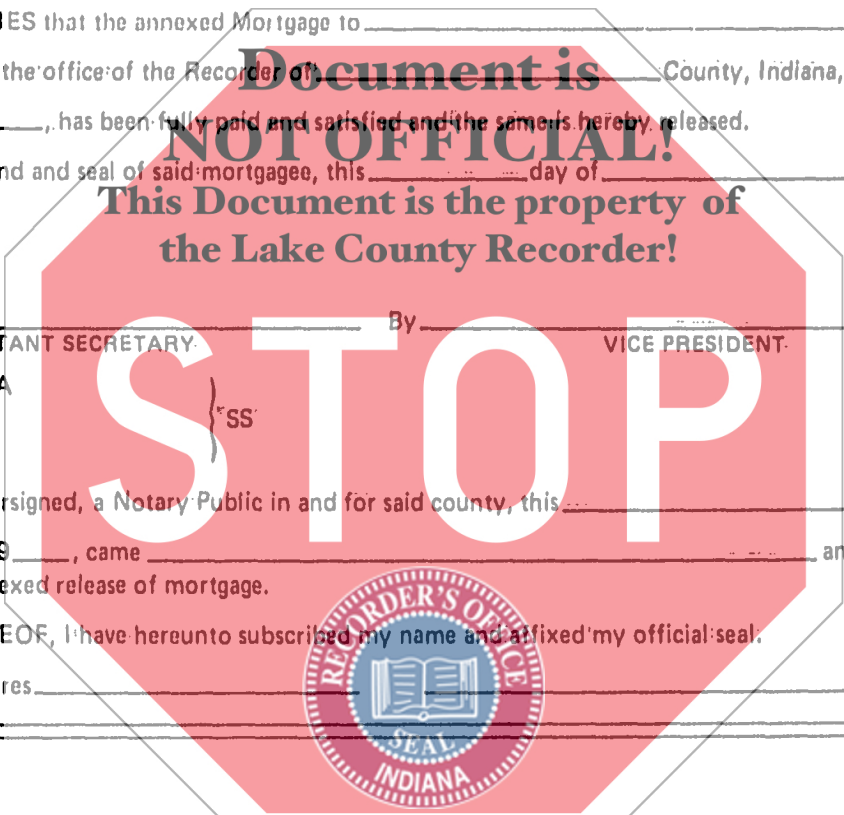 ES that the annexed Mortgage to
Document is
the office of the Recorder of County, Indiana,
, has been fully paid and satisfied and the same is hereby released.
NOT OFFICIAL!
nd and seal of said mortgagee, this day of
This Document is the property of
the Lake County Recorder!
By
TANT SECRETARY VICE PRESIDENT
A
SS
STOP
rsigned, a Notary Public in and for said county, this
9 , came an
exed release of mortgage.
RECORDER'S OFFICE
EOF, I have hereunto subscribed my name and affixed my official seal.
res
SEAL
INDIANA